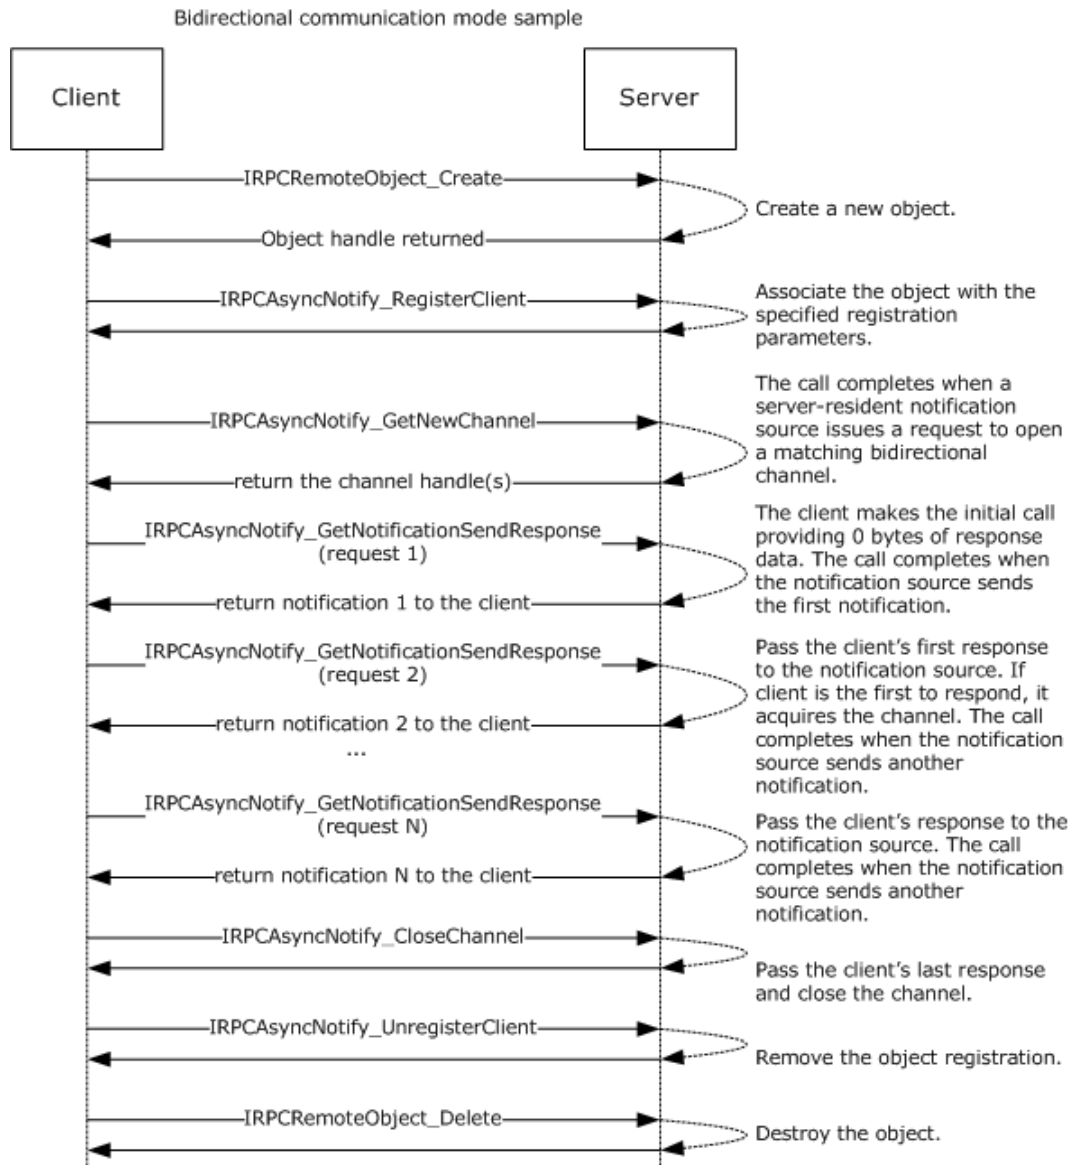 Bidirectional communication mode sample
Client
Server
IRPCRemoteObject_Create
Create a new object.
Object handle returned
IRPCAsyncNotify_RegisterClient
Associate the object with the
specified registration
parameters.
The call completes when a
server-resident notification
source issues a request to open
a matching bidirectional
channel.
IRPCAsyncNotify_GetNewChannel
return the channel handle(s)
IRPCAsyncNotify_GetNotificationSendResponse
(request 1)
The client makes the initial call
providing 0 bytes of response
data. The call completes when
the notification source sends
the first notification.
return notification 1 to the client
IRPCAsyncNotify_GetNotificationSendResponse
(request 2)
Pass the client’s first response
to the notification source. If
client is the first to respond, it
acquires the channel. The call
completes when the notification
source sends another
notification.
return notification 2 to the client
...
IRPCAsyncNotify_GetNotificationSendResponse
(request N)
Pass the client’s response to the
notification source. The call
completes when the notification
source sends another
notification.
return notification N to the client
IRPCAsyncNotify_CloseChannel
Pass the client’s last response
and close the channel.
IRPCAsyncNotify_UnregisterClient
Remove the object registration.
IRPCRemoteObject_Delete
Destroy the object.